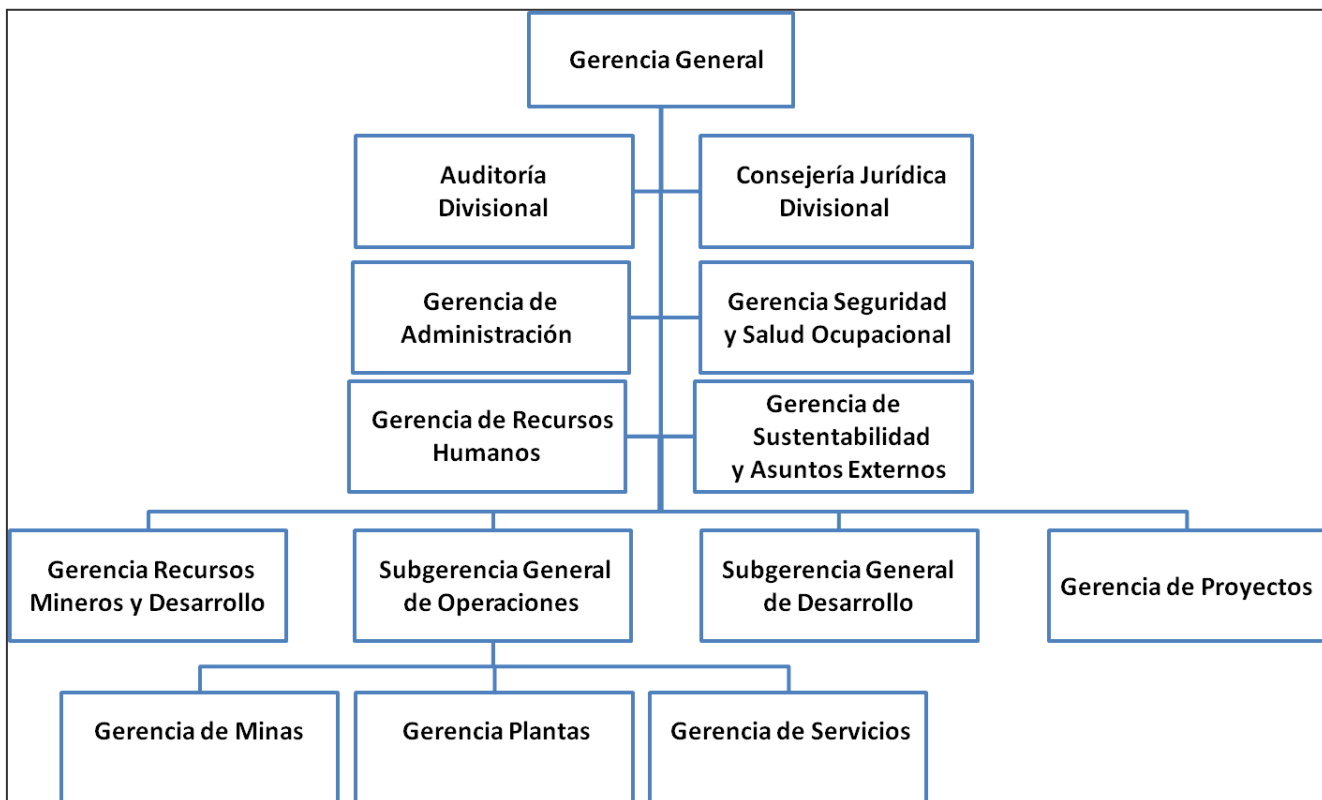 Gerencia General
Auditoría
Divisional
Consejería Jurídica
Divisional
Gerencia de
Administración
Gerencia Seguridad
y Salud Ocupacional
Gerencia de Recursos
Humanos
Gerencia de
Sustentabilidad
y Asuntos Externos
Gerencia Recursos
Mineros y Desarrollo
Subgerencia General
de Operaciones
Subgerencia General
de Desarrollo
Gerencia de Proyectos
Gerencia de Minas
Gerencia Plantas
Gerencia de Servicios